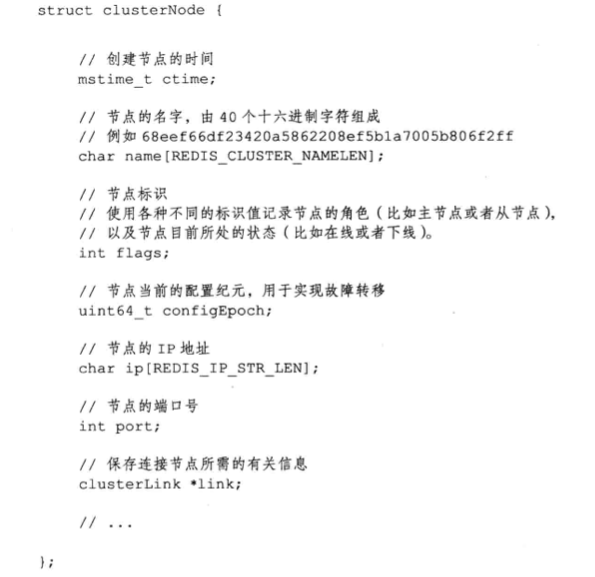 struct clusterNode {
// 创建节点的时间
mstime_t ctime;
// 节点的名字，由 40 个十六进制字符组成
// 例如 68eef66df23420a5862208ef5b1a7005b806f2ff
char name[REDIS_CLUSTER_NAMELEN];
// 节点标识
// 使用各种不同的标识值记录节点的角色（比如主节点或者从节点），
// 以及节点目前所处的状态（比如在线或者下线）。
int flags;
// 节点当前的配置纪元，用于实现故障转移
uint64_t configEpoch;
// 节点的 IP 地址
char ip[REDIS_IP_STR_LEN];
// 节点的端口号
int port;
// 保存连接节点所需的有关信息
clusterLink *link;
// ...
};